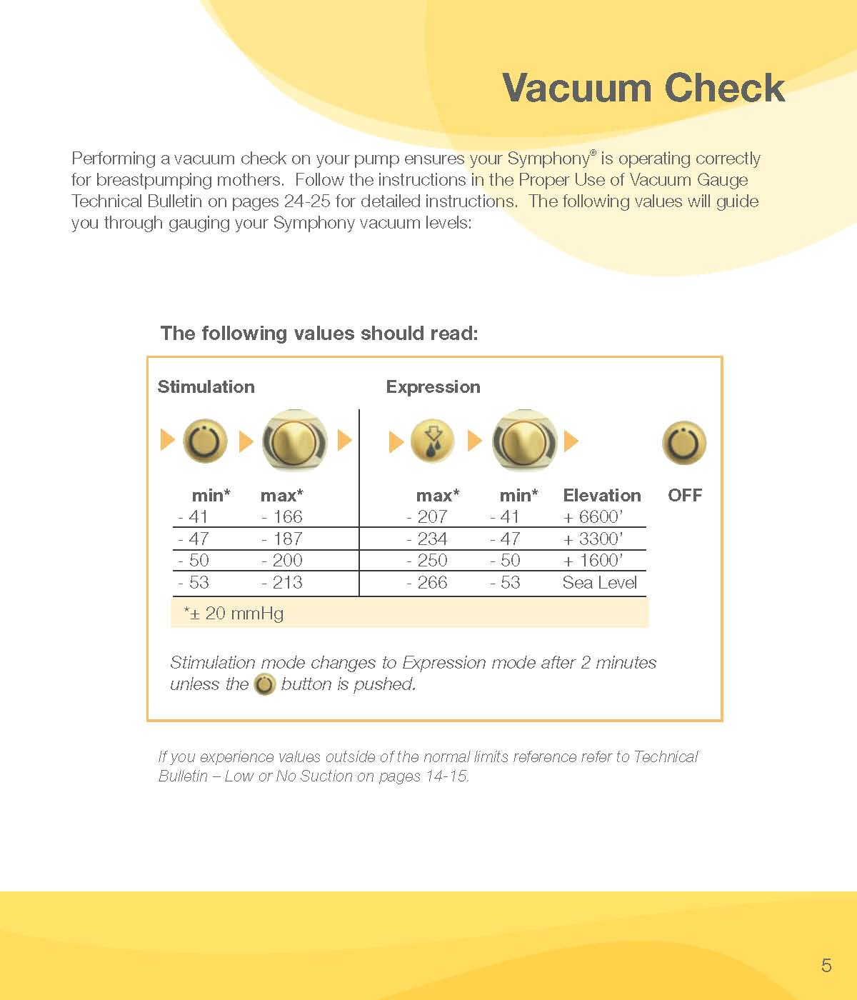 Vacuum Check
Performing a vacuum check on your pump ensures your Symphony® is operating correctly
for breastpumping mothers.  Follow the instructions in the Proper Use of Vacuum Gauge
Technical Bulletin on pages 24-25 for detailed instructions.  The following values will guide
you through gauging your Symphony vacuum levels:
The following values should read:
Stimulation Expression
min* max* max* min* Elevation OFF
- 41 - 166 - 207 - 41 + 6600’
- 47 - 187 - 234 - 47 + 3300’
- 50 - 200 - 250 - 50 + 1600’
- 53 - 213 - 266 - 53 Sea Level
*± 20 mmHg
Stimulation mode changes to Expression mode after 2 minutes
unless the button is pushed.
If you experience values outside of the normal limits reference refer to Technical
Bulletin – Low or No Suction on pages 14-15.
5